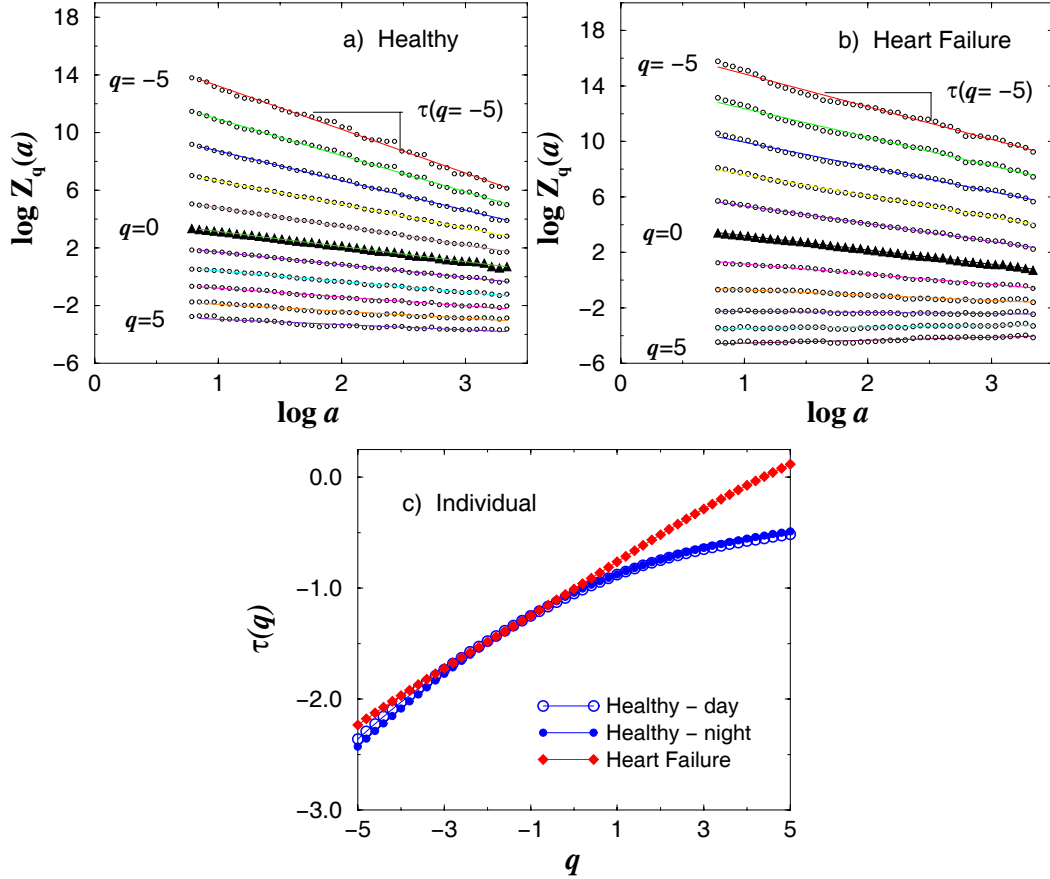 a) Healthy
log Z_q(a)
18
14
10
6
2
−2
−6
q= −5
q=0
q=5
τ(q= −5)
0
1
2
3
log a
b) Heart Failure
log Z_q(a)
18
14
10
6
2
−2
−6
q= −5
q=0
q=5
τ(q= −5)
0
1
2
3
log a
c) Individual
τ(q)
0.0
−1.0
−2.0
−3.0
Healthy − day
Healthy − night
Heart Failure
−5
−3
−1
1
3
5
q